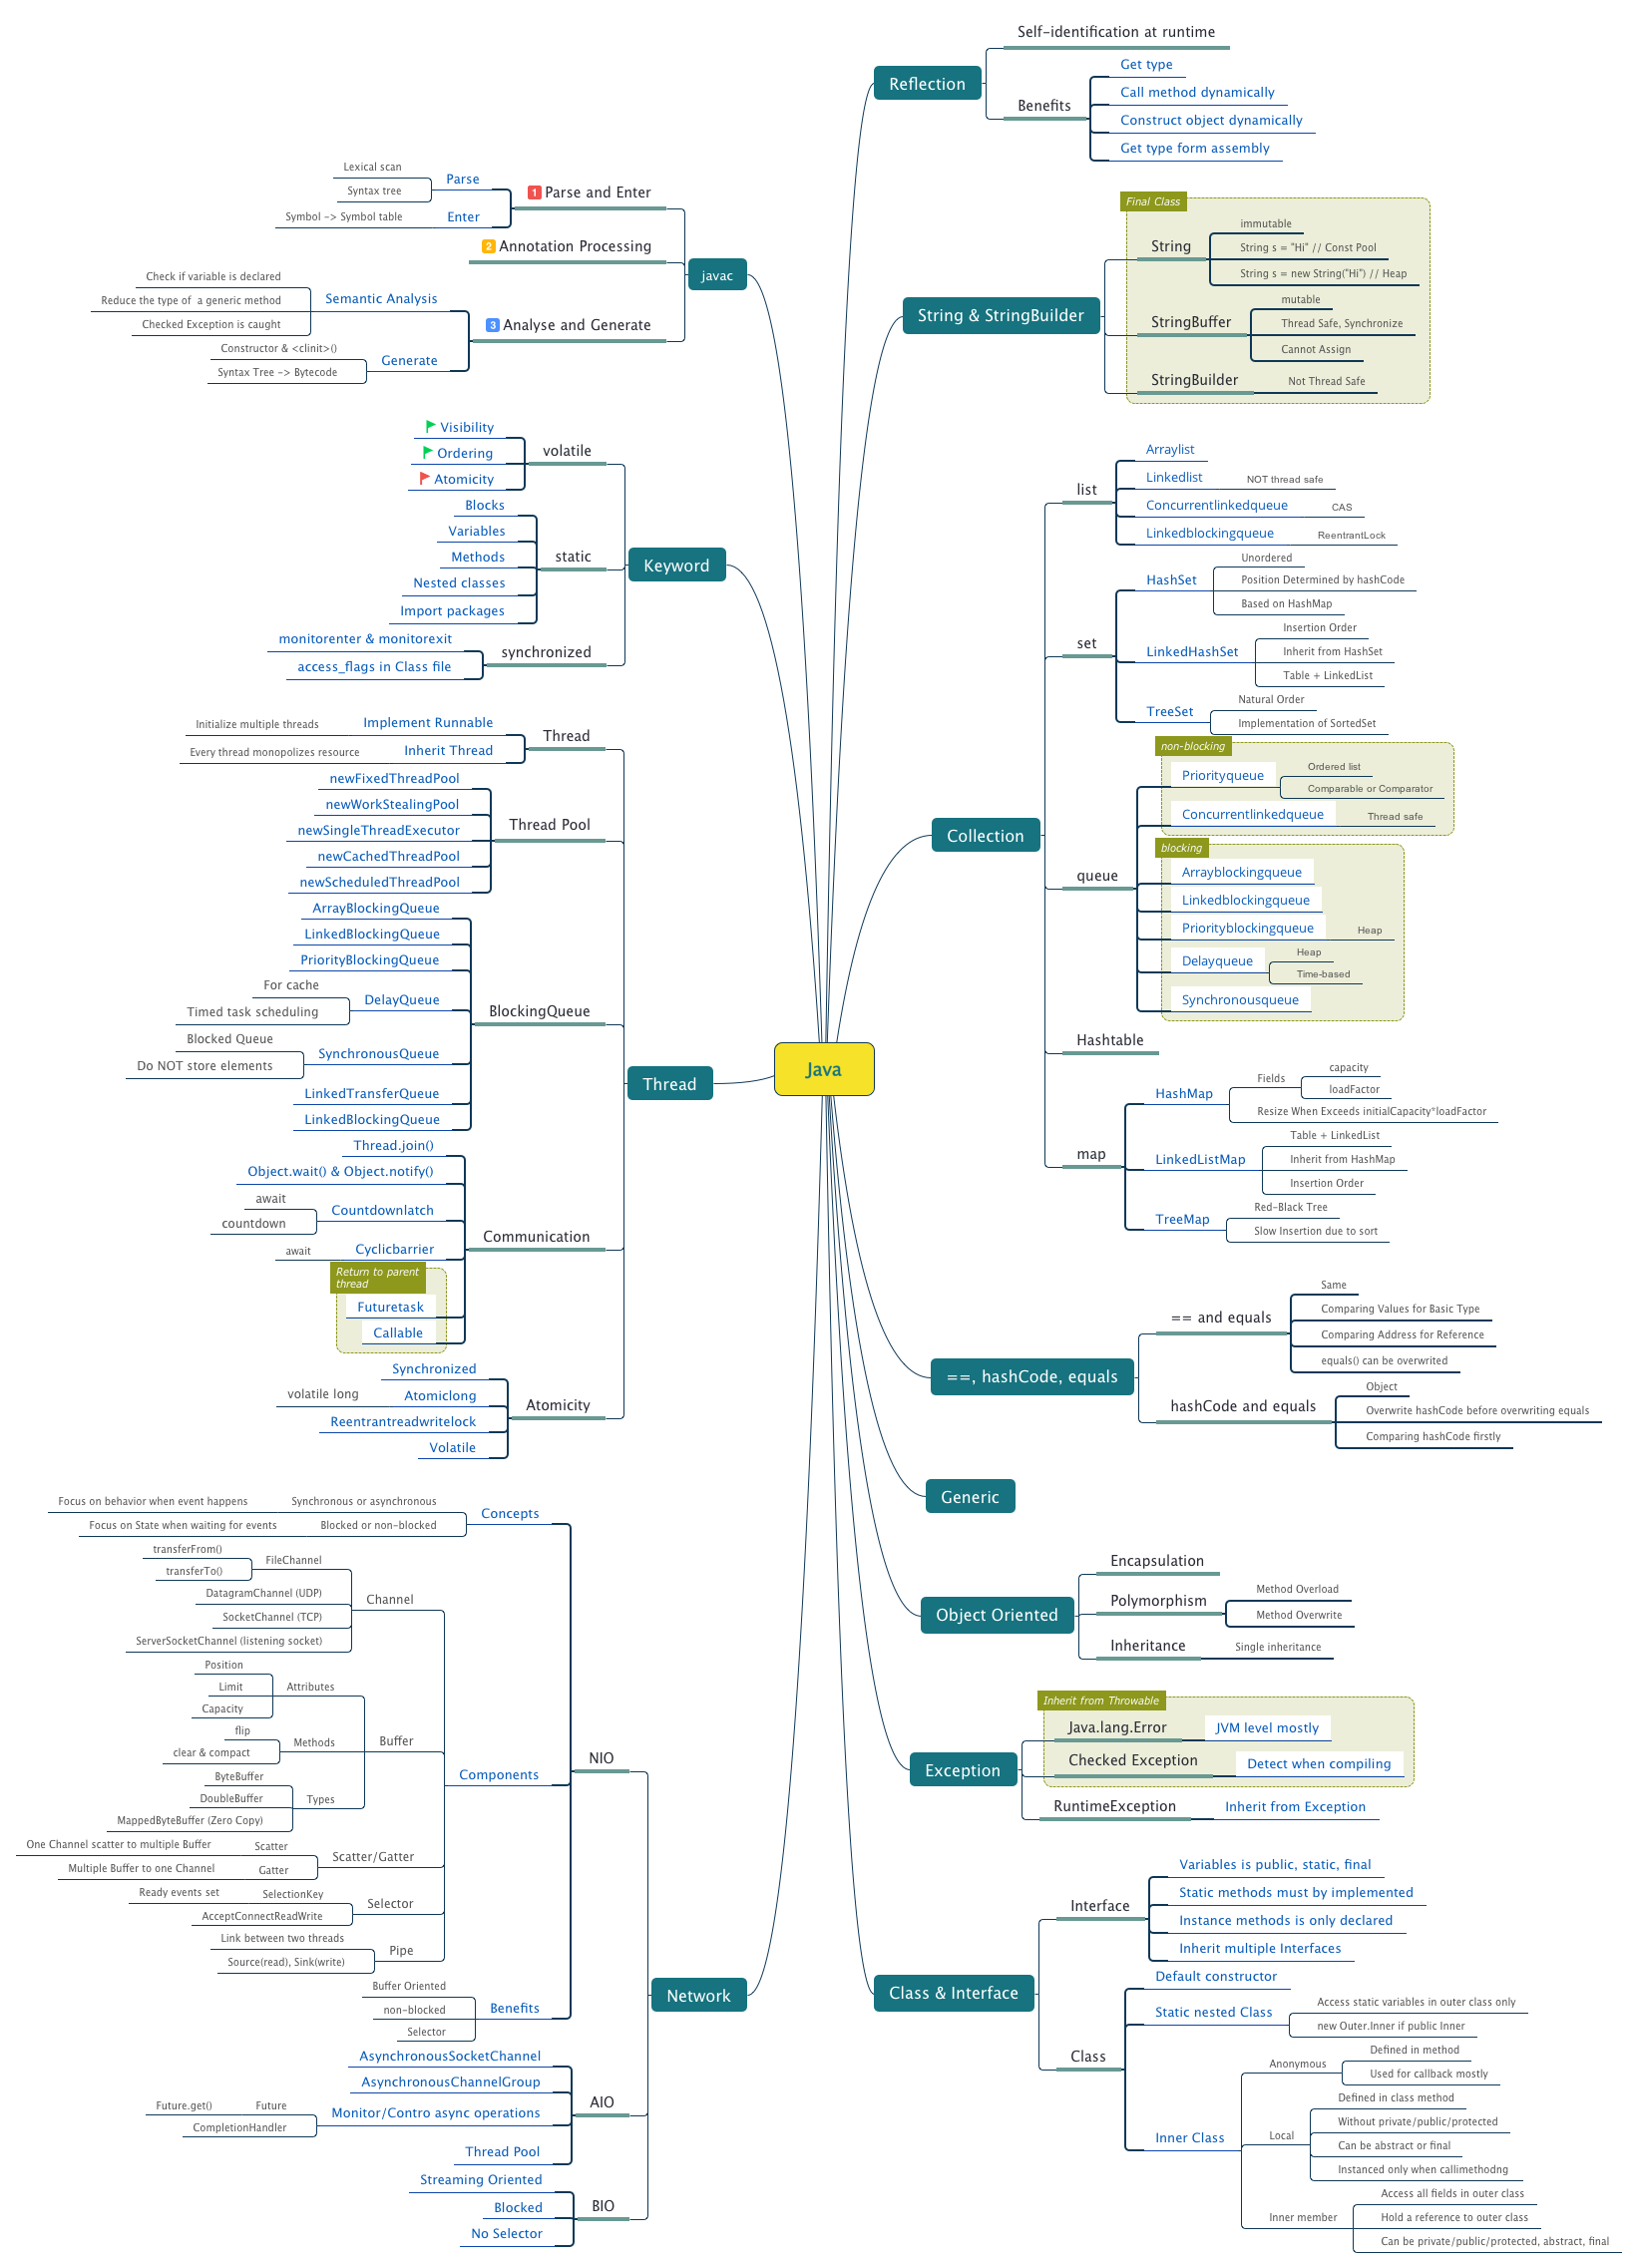 Java
Reflection
Self-identification at runtime
Benefits
Get type
Call method dynamically
Construct object dynamically
Get type form assembly
String & StringBuilder
Final Class
String
immutable
String s = "Hi" // Const Pool
String s = new String("Hi") // Heap
StringBuffer
mutable
Thread Safe, Synchronize
Cannot Assign
StringBuilder
Not Thread Safe
Collection
list
Arraylist
Linkedlist
NOT thread safe
Concurrentlinkedqueue
CAS
Linkedblockingqueue
ReentrantLock
set
HashSet
Unordered
Position Determined by hashCode
Based on HashMap
LinkedHashSet
Insertion Order
Inherit from HashSet
Table + LinkedList
TreeSet
Natural Order
Implementation of SortedSet
queue
non-blocking
Priorityqueue
Ordered list
Comparable or Comparator
Concurrentlinkedqueue
Thread safe
blocking
Arrayblockingqueue
Linkedblockingqueue
Priorityblockingqueue
Heap
Delayqueue
Heap
Time-based
Synchronousqueue
Hashtable
map
HashMap
Fields
capacity
loadFactor
Resize When Exceeds initialCapacity*loadFactor
LinkedListMap
Table + LinkedList
Inherit from HashMap
Insertion Order
TreeMap
Red-Black Tree
Slow Insertion due to sort
==, hashCode, equals
== and equals
Same
Comparing Values for Basic Type
Comparing Address for Reference
equals() can be overwrited
hashCode and equals
Object
Overwrite hashCode before overwriting equals
Comparing hashCode firstly
Generic
Object Oriented
Encapsulation
Polymorphism
Method Overload
Method Overwrite
Inheritance
Single inheritance
Exception
Inherit from Throwable
Java.lang.Error
JVM level mostly
Checked Exception
Detect when compiling
RuntimeException
Inherit from Exception
Class & Interface
Interface
Variables is public, static, final
Static methods must by implemented
Instance methods is only declared
Inherit multiple Interfaces
Class
Default constructor
Static nested Class
Access static variables in outer class only
new Outer.Inner if public Inner
Inner Class
Anonymous
Defined in method
Used for callback mostly
Local
Defined in class method
Without private/public/protected
Can be abstract or final
Instanced only when callimethodng
Inner member
Access all fields in outer class
Hold a reference to outer class
Can be private/public/protected, abstract, final
javac
1 Parse and Enter
Parse
Lexical scan
Syntax tree
Enter
Symbol -> Symbol table
2 Annotation Processing
3 Analyse and Generate
Semantic Analysis
Check if variable is declared
Reduce the type of a generic method
Checked Exception is caught
Generate
Constructor & <clinit>()
Syntax Tree -> Bytecode
Keyword
volatile
Visibility
Ordering
Atomicity
static
Blocks
Variables
Methods
Nested classes
Import packages
synchronized
monitorenter & monitorexit
access_flags in Class file
Thread
Thread
Implement Runnable
Initialize multiple threads
Inherit Thread
Every thread monopolizes resource
Thread Pool
newFixedThreadPool
newWorkStealingPool
newSingleThreadExecutor
newCachedThreadPool
newScheduledThreadPool
BlockingQueue
ArrayBlockingQueue
LinkedBlockingQueue
PriorityBlockingQueue
DelayQueue
For cache
Timed task scheduling
SynchronousQueue
Blocked Queue
Do NOT store elements
LinkedTransferQueue
LinkedBlockingQueue
Communication
Thread.join()
Object.wait() & Object.notify()
Countdownlatch
await
countdown
Cyclicbarrier
await
Return to parent
thread
Futuretask
Callable
Atomicity
Synchronized
Atomiclong
volatile long
Reentrantreadwritelock
Volatile
Network
NIO
Concepts
Synchronous or asynchronous
Focus on behavior when event happens
Blocked or non-blocked
Focus on State when waiting for events
Components
Channel
FileChannel
transferFrom()
transferTo()
DatagramChannel (UDP)
SocketChannel (TCP)
ServerSocketChannel (listening socket)
Buffer
Attributes
Position
Limit
Capacity
Methods
flip
clear & compact
Types
ByteBuffer
DoubleBuffer
MappedByteBuffer (Zero Copy)
Scatter/Gatter
Scatter
One Channel scatter to multiple Buffer
Gatter
Multiple Buffer to one Channel
Selector
SelectionKey
Ready events set
AcceptConnectReadWrite
Pipe
Link between two threads
Source(read), Sink(write)
Benefits
Buffer Oriented
non-blocked
Selector
AIO
AsynchronousSocketChannel
AsynchronousChannelGroup
Monitor/Contro async operations
Future
Future.get()
CompletionHandler
Thread Pool
BIO
Streaming Oriented
Blocked
No Selector